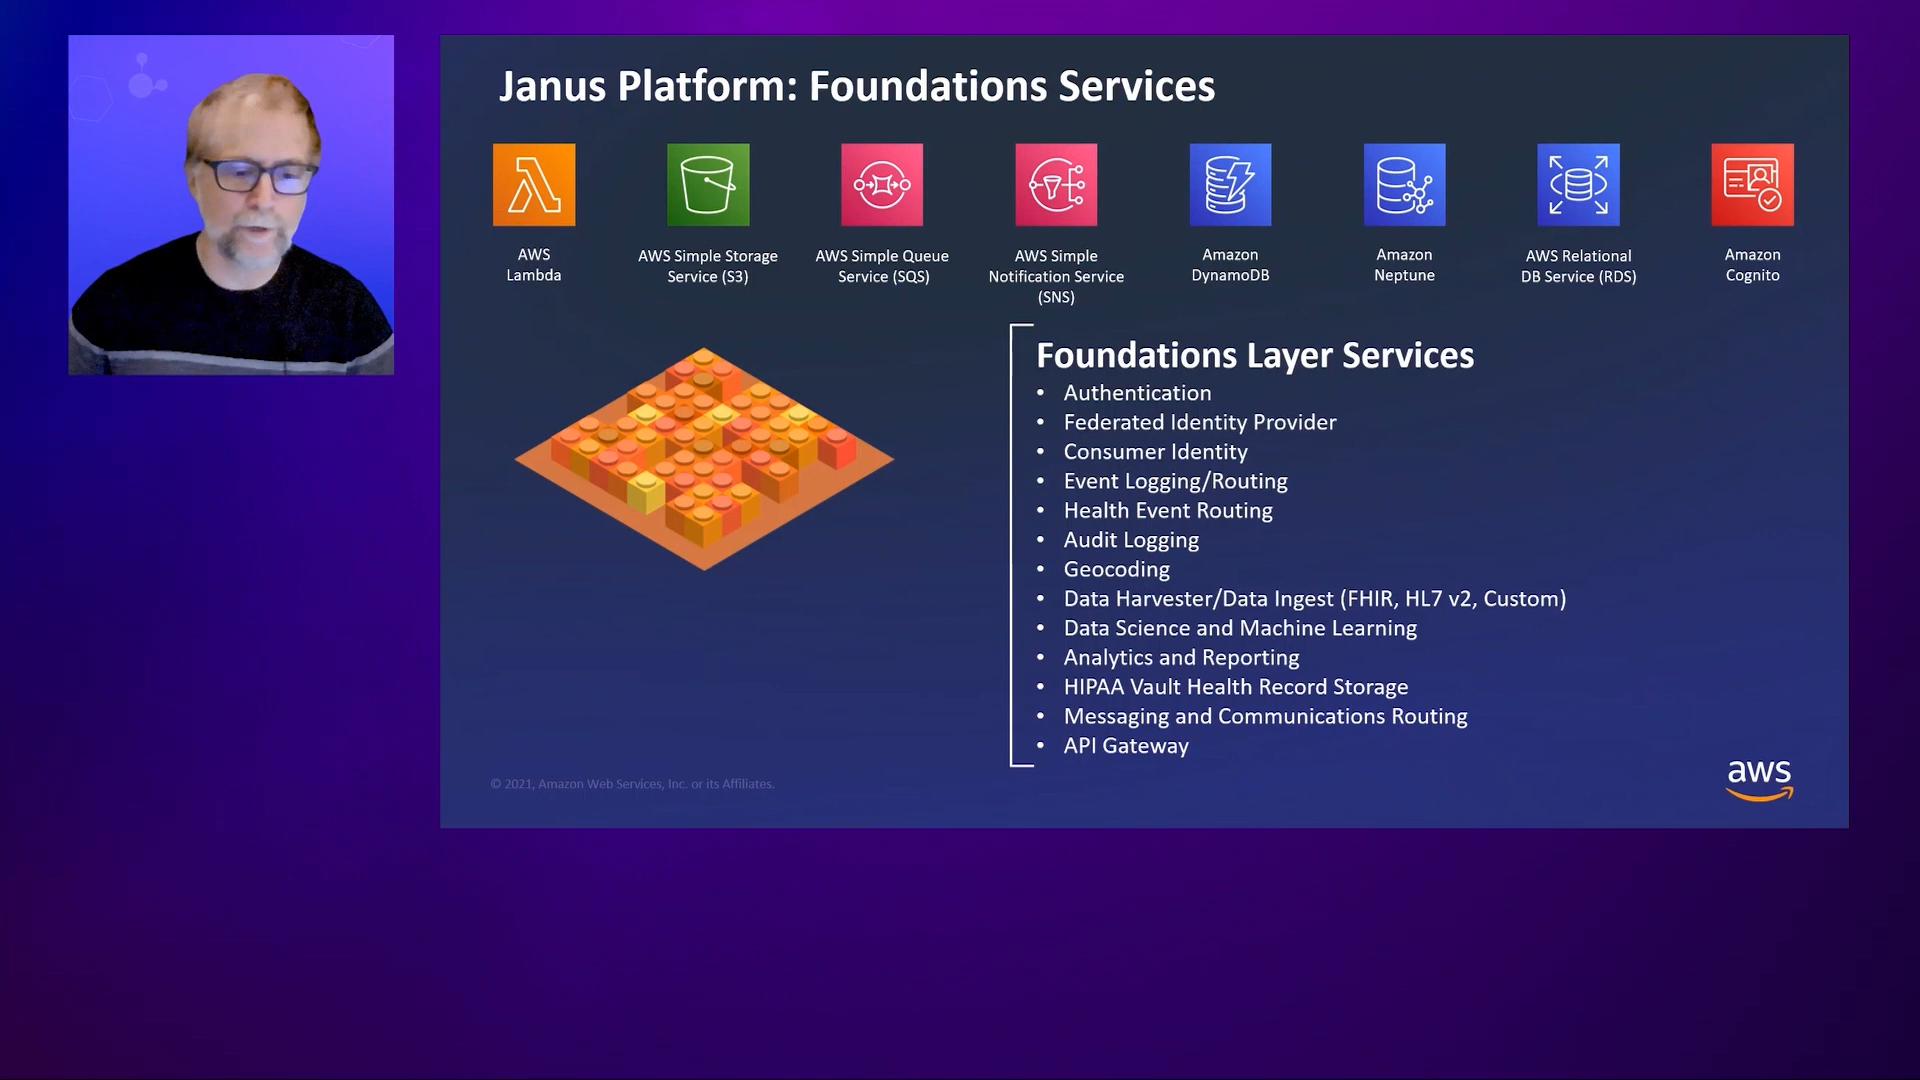 Janus Platform: Foundations Services
AWS
Lambda
AWS Simple Storage
Service (S3)
AWS Simple Queue
Service (SQS)
AWS Simple
Notification Service
(SNS)
Amazon
DynamoDB
Amazon
Neptune
AWS Relational
DB Service (RDS)
Amazon
Cognito
Foundations Layer Services
• Authentication
• Federated Identity Provider
• Consumer Identity
• Event Logging/Routing
• Health Event Routing
• Audit Logging
• Geocoding
• Data Harvester/Data Ingest (FHIR, HL7 v2, Custom)
• Data Science and Machine Learning
• Analytics and Reporting
• HIPAA Vault Health Record Storage
• Messaging and Communications Routing
• API Gateway
© 2021, Amazon Web Services, Inc. or its Affiliates.
aws